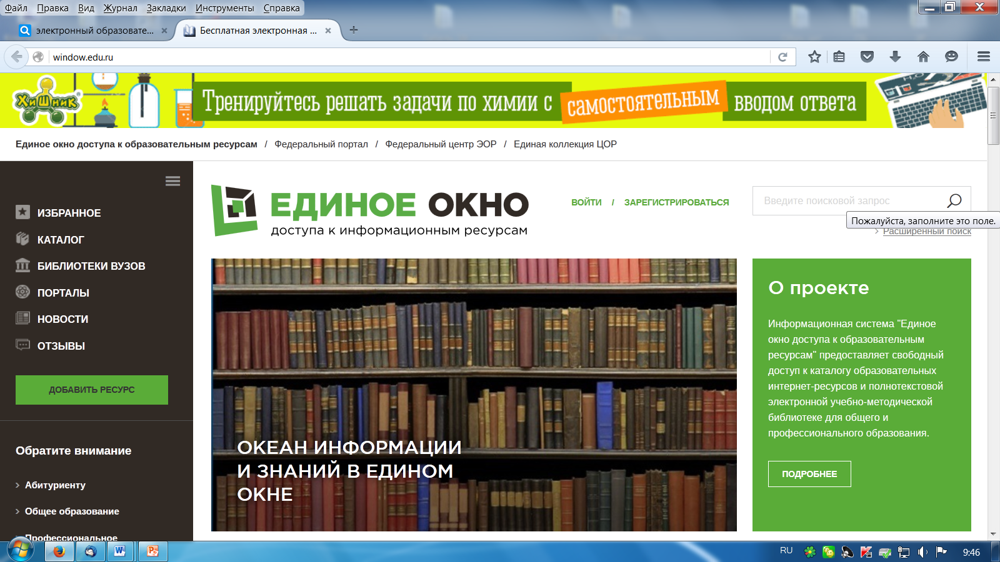 Файл Правка Вид Журнал Закладки Инструменты Справка
электронный образовате... Бесплатная электронная ...
window.edu.ru
ХиШник Тренируйтесь решать задачи по химии с самостоятельным вводом ответа
Единое окно доступа к образовательным ресурсам / Федеральный портал / Федеральный центр ЭОР / Единая коллекция ЦОР
ИЗБРАННОЕ
КАТАЛОГ
БИБЛИОТЕКИ ВУЗОВ
ПОРТАЛЫ
НОВОСТИ
ОТЗЫВЫ
ДОБАВИТЬ РЕСУРС
Обратите внимание
Абитуриенту
Общее образование
Профессиональное
ЕДИНОЕ ОКНО
доступа к информационным ресурсам
ВОЙТИ / ЗАРЕГИСТРИРОВАТЬСЯ
Введите поисковой запрос
Пожалуйста, заполните это поле.
Расширенный поиск
ОКЕАН ИНФОРМАЦИИ
И ЗНАНИЙ В ЕДИНОМ
ОКНЕ
О проекте
Информационная система "Единое
окно доступа к образовательным
ресурсам" предоставляет свободный
доступ к каталогу образовательных
интернет-ресурсов и полнотекстовой
электронной учебно-методической
библиотеке для общего и
профессионального образования.
ПОДРОБНЕЕ
RU 9:46